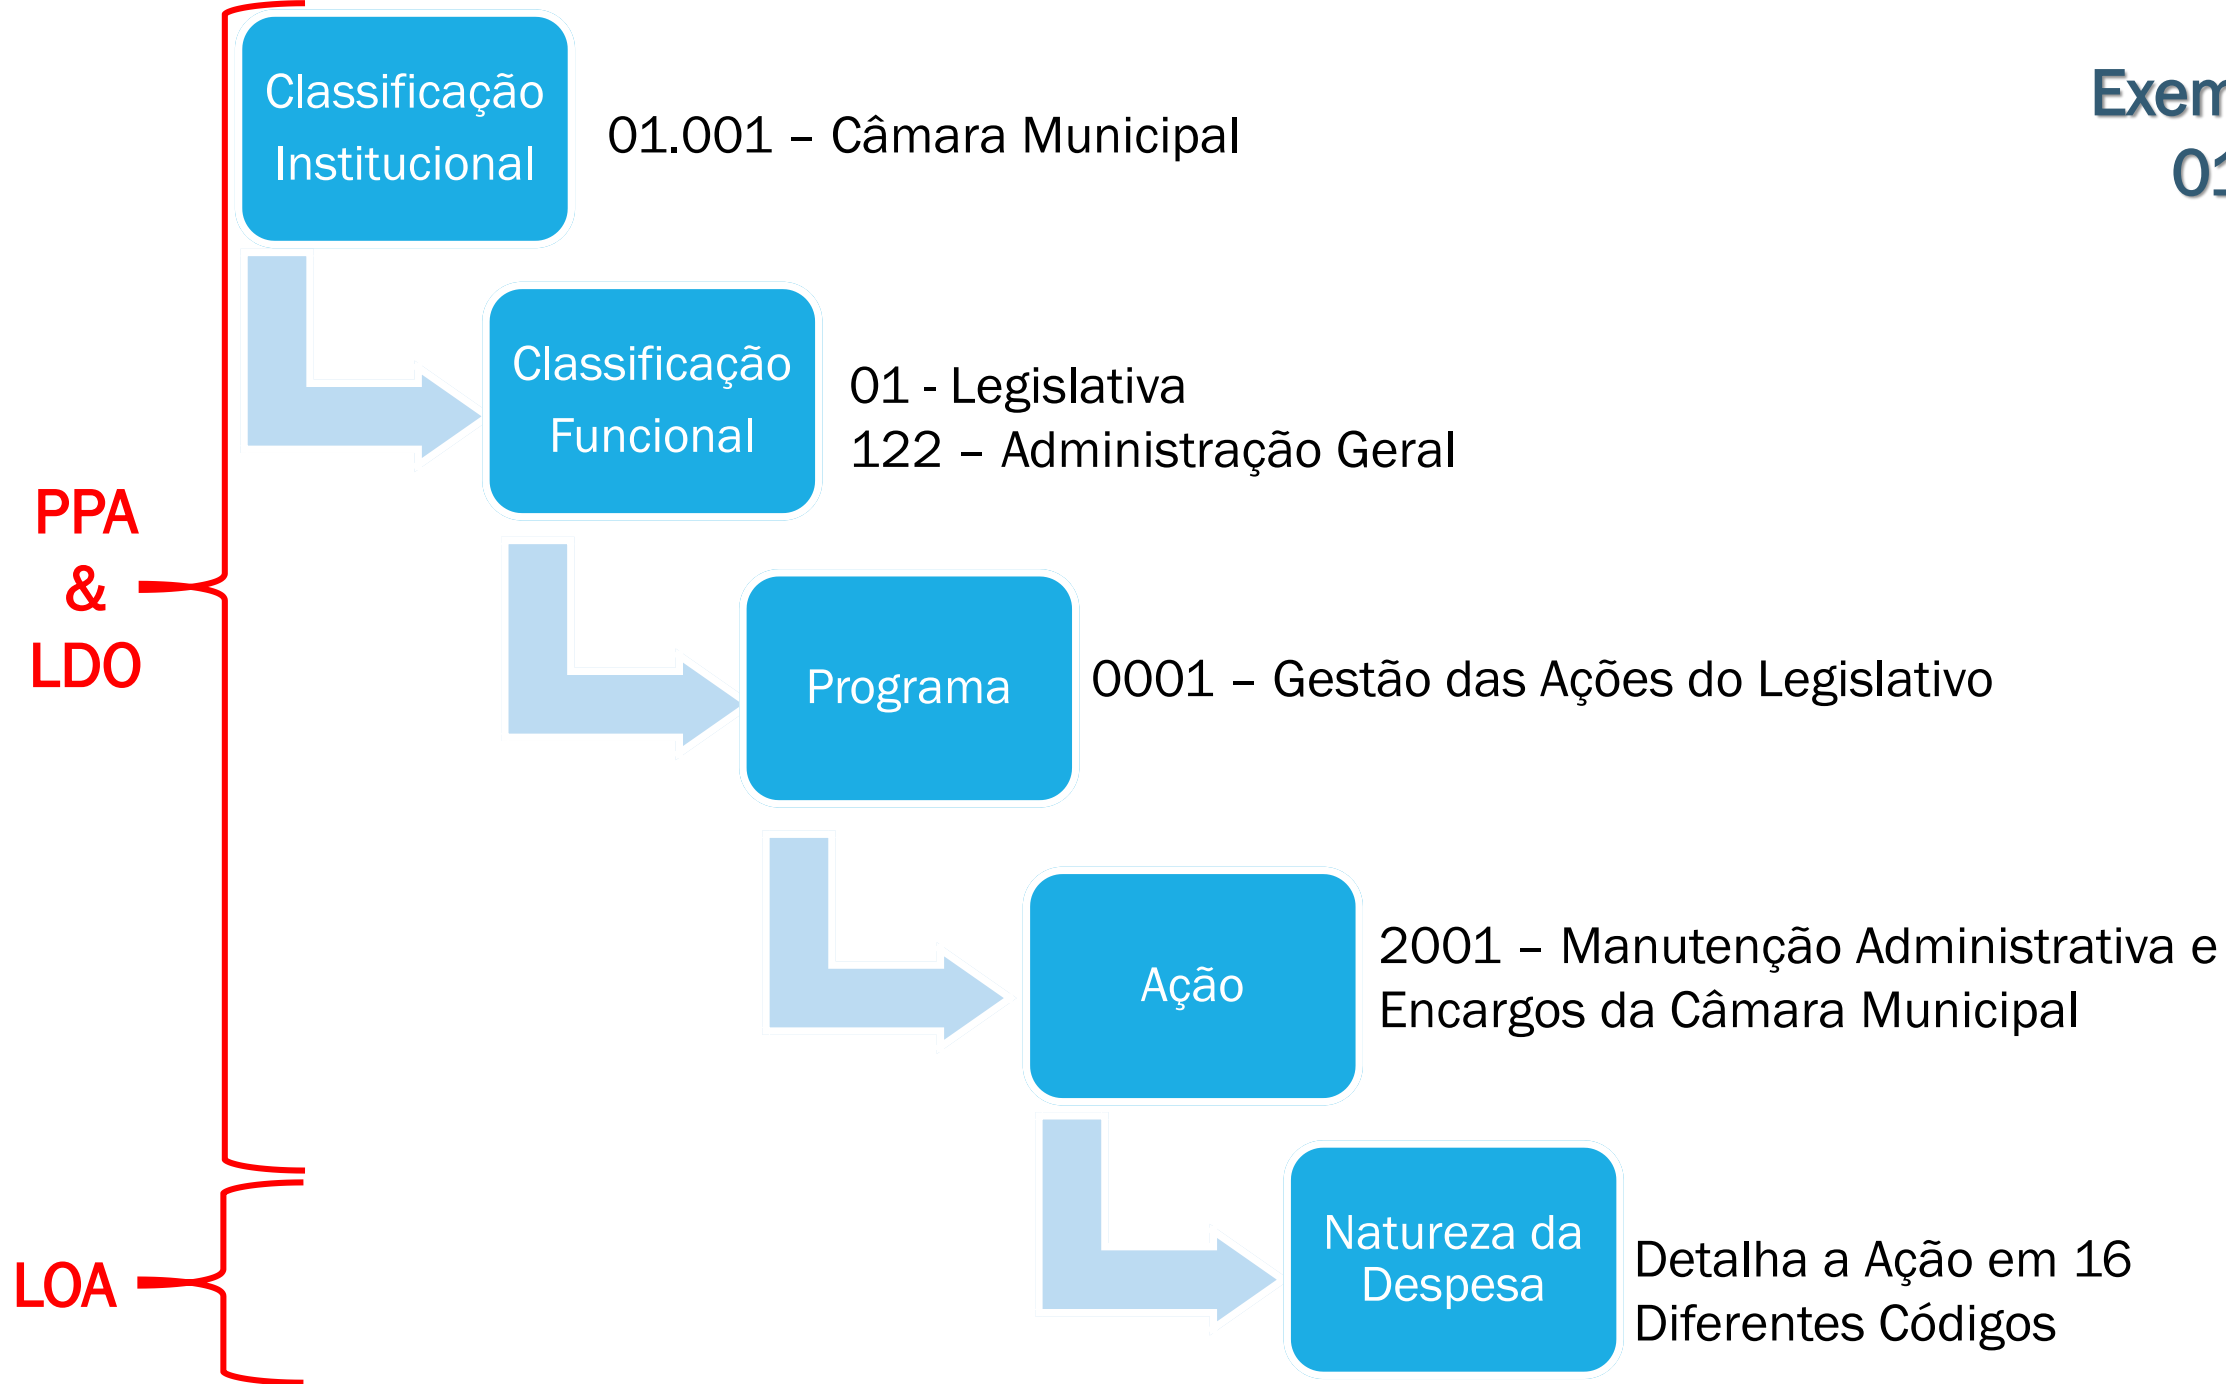 Classificação
Institucional
01.001 – Câmara Municipal
Classificação
Funcional
01 - Legislativa
122 – Administração Geral
PPA
&
LDO
Programa
0001 – Gestão das Ações do Legislativo
Ação
2001 – Manutenção Administrativa e
Encargos da Câmara Municipal
LOA
Natureza da
Despesa
Detalha a Ação em 16
Diferentes Códigos